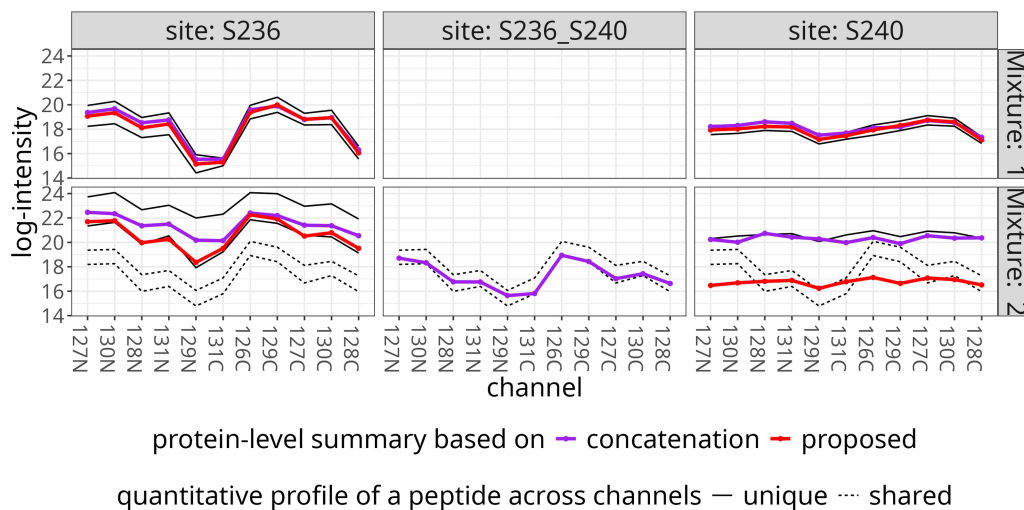 site: S236
site: S236_S240
site: S240
log-intensity
24
22
20
18
16
14
Mixture: 1
24
22
20
18
16
14
Mixture: 2
127N 130N 128N 131N 129N 131C 126C 129C 127C 130C 128C
127N 130N 128N 131N 129N 131C 126C 129C 127C 130C 128C
127N 130N 128N 131N 129N 131C 126C 129C 127C 130C 128C
channel
protein-level summary based on concatenation proposed
quantitative profile of a peptide across channels unique shared